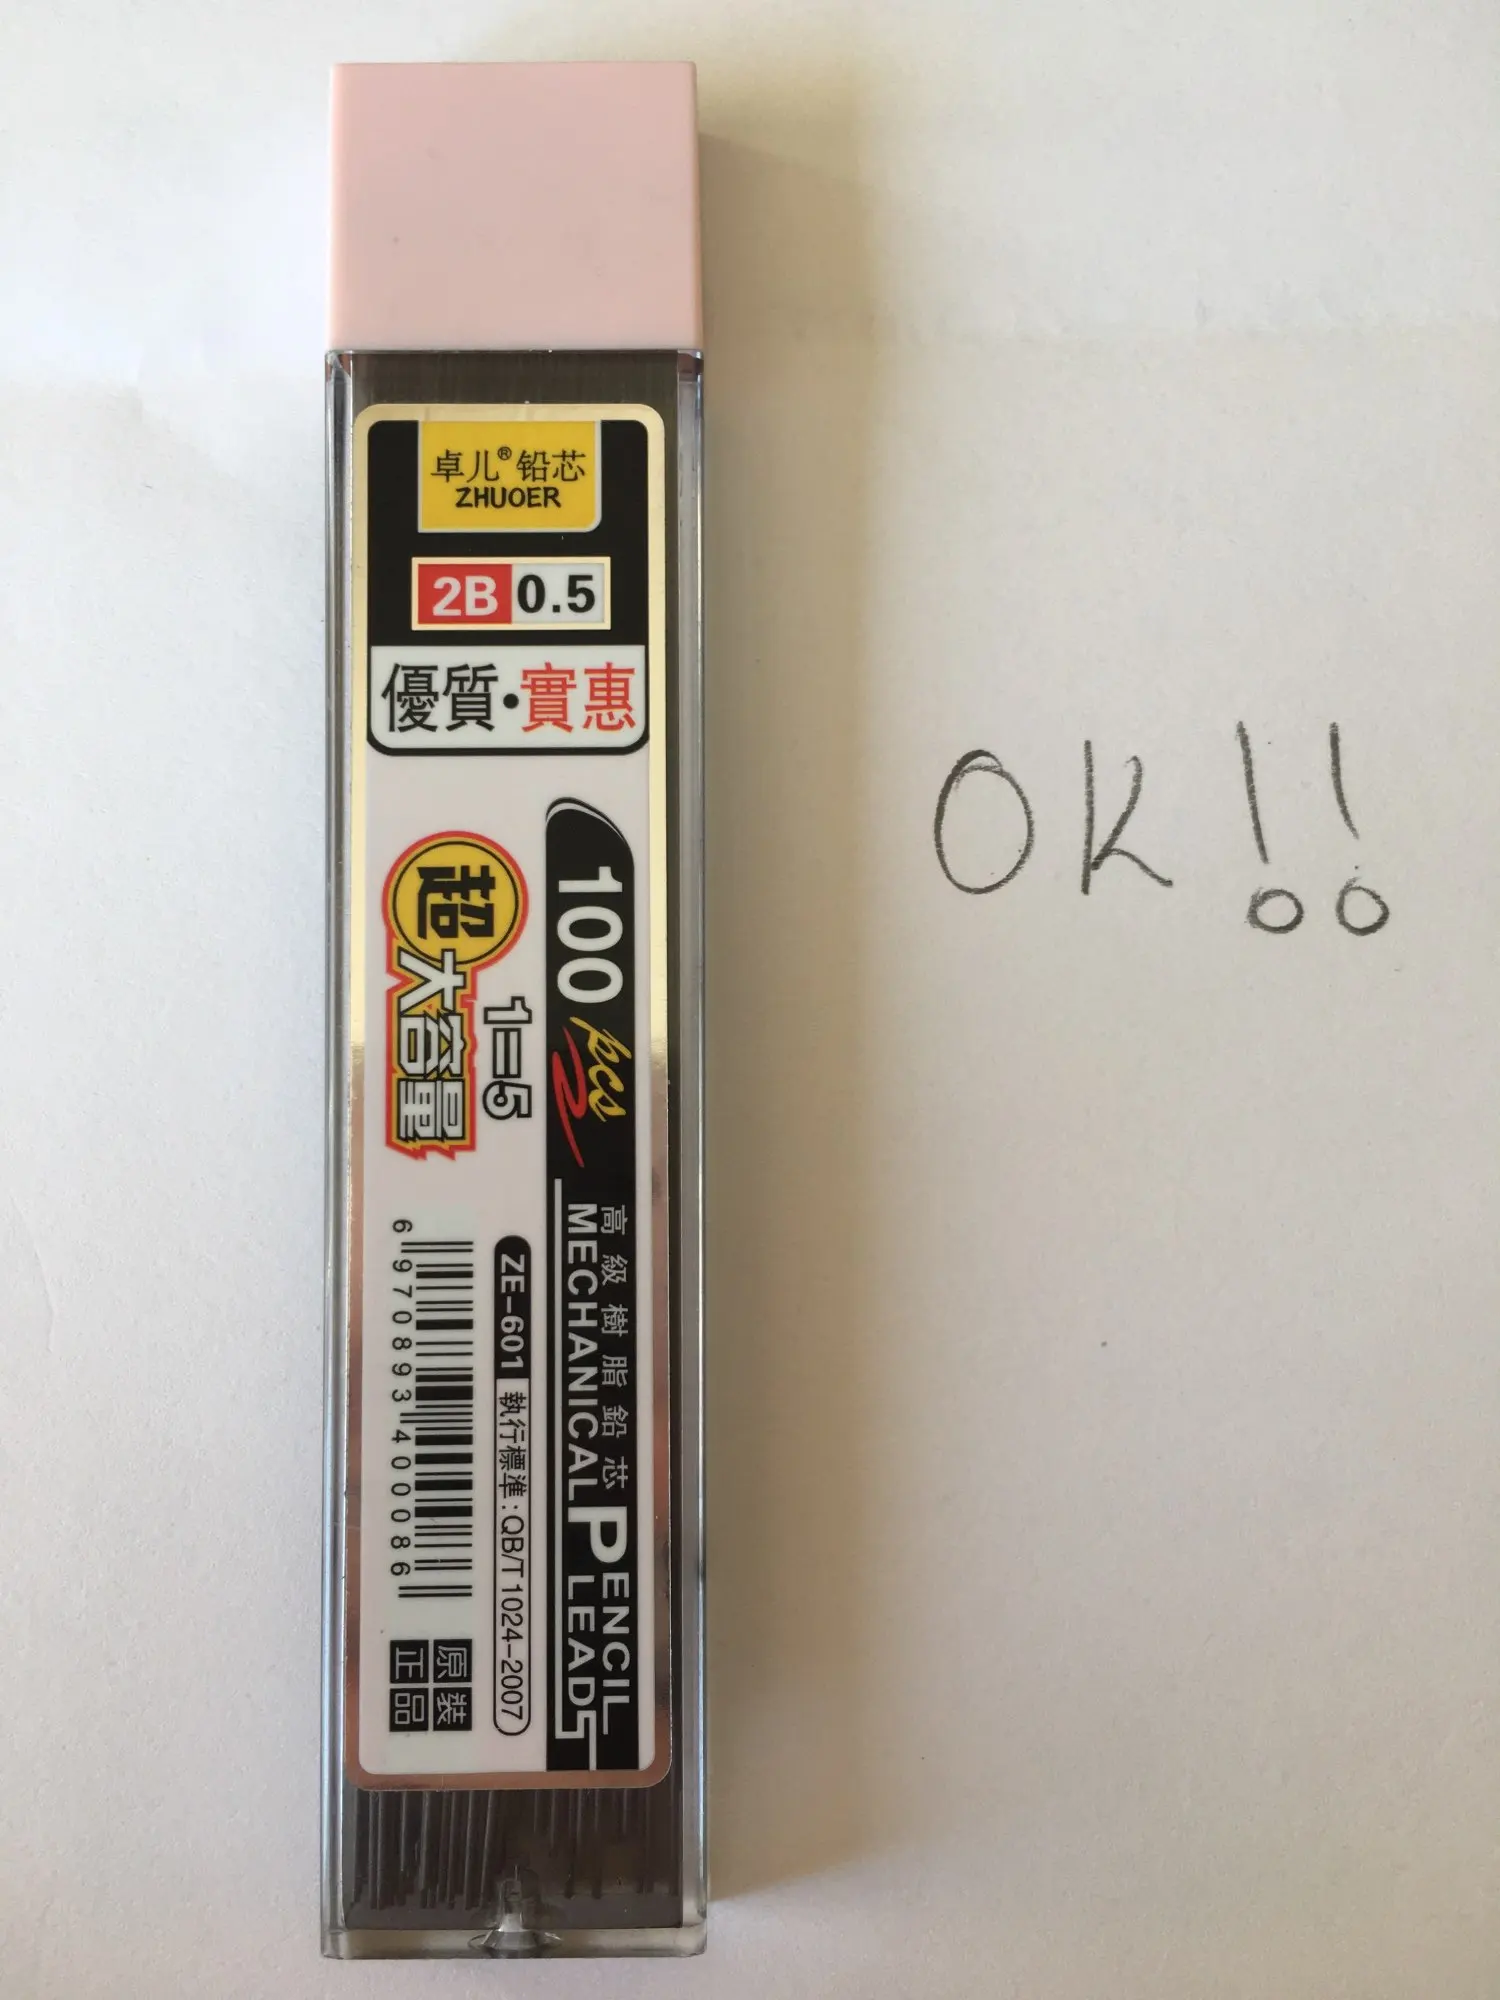 卓儿®铅芯
ZHUOER
2B 0.5
優質·實惠
100 pcs
高級樹脂鉛芯
MECHANICAL PENCIL LEADS
1=5
超大容量
ZE-601 執行標準:QB/T 1024-2007
6 970893 400086
原裝
正品
OK!!